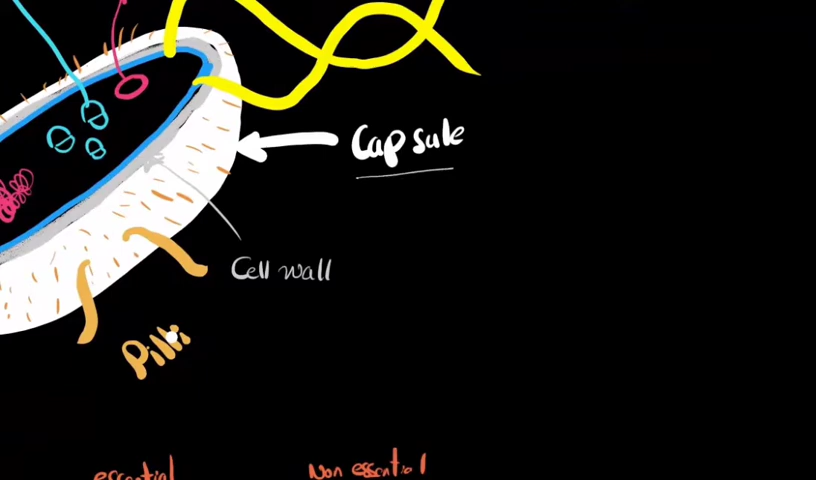 Capsule
Cell wall
Pilli
essential
Non essential